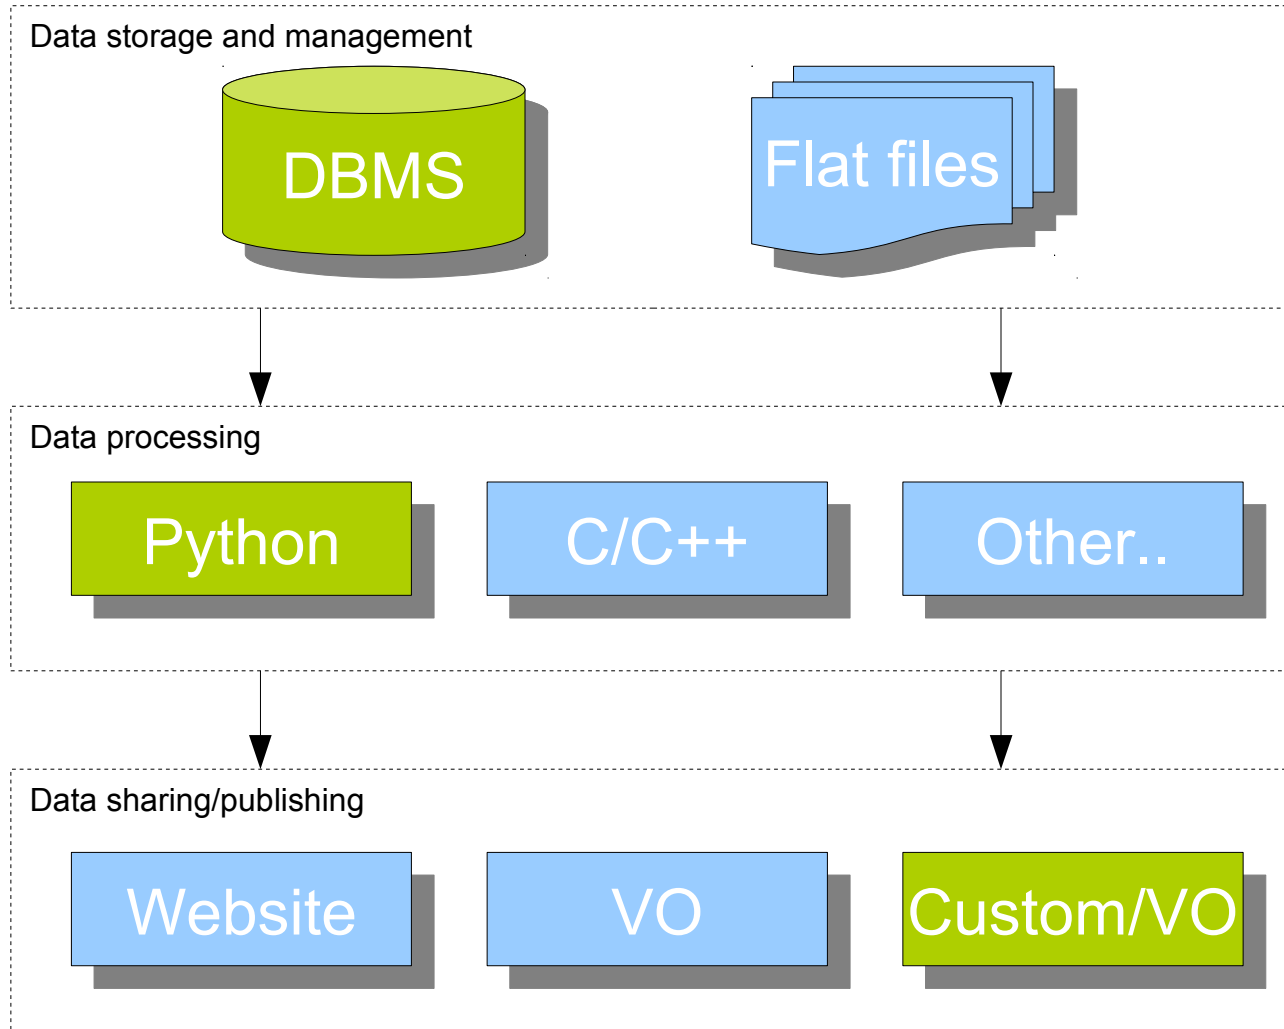 Data storage and management
DBMS
Flat files
Data processing
Python
C/C++
Other..
Data sharing/publishing
Website
VO
Custom/VO